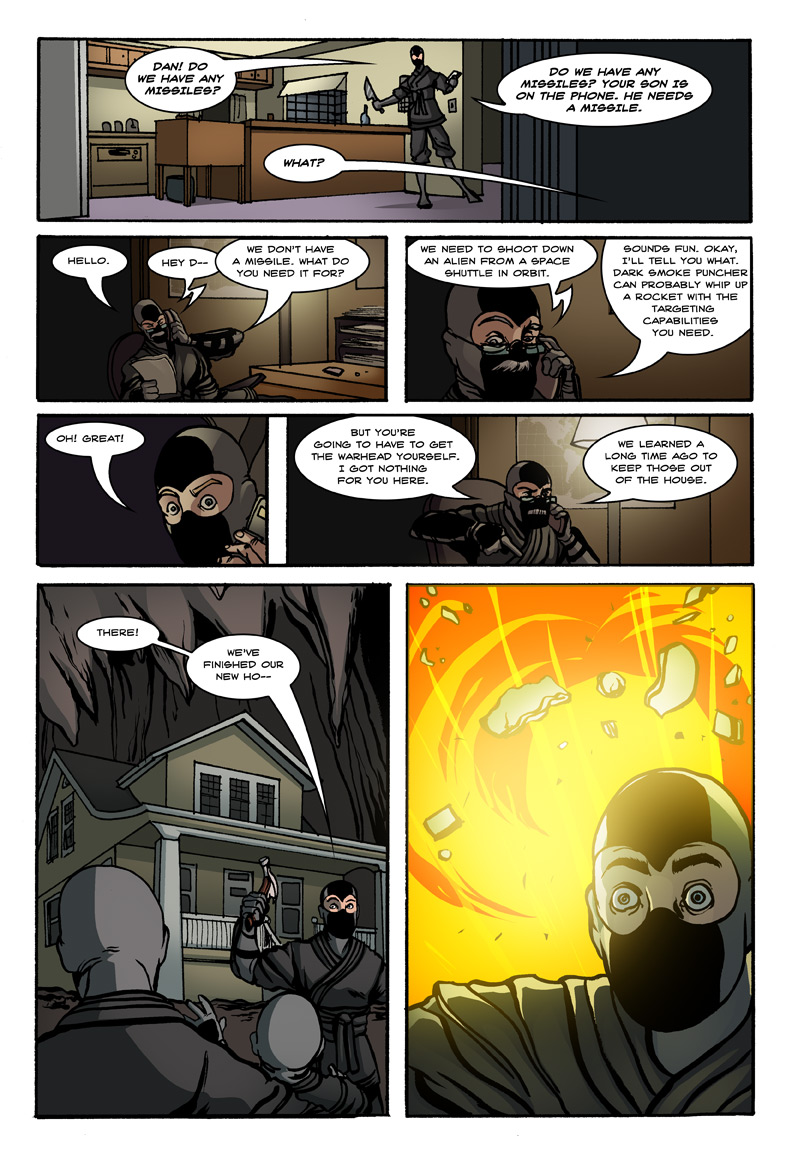 DAN! DO
WE HAVE ANY
MISSILES?
DO WE HAVE ANY
MISSILES? YOUR SON IS
ON THE PHONE. HE NEEDS
A MISSILE.
WHAT?
HELLO.
HEY D--
WE DON'T HAVE
A MISSILE. WHAT DO
YOU NEED IT FOR?
WE NEED TO SHOOT DOWN
AN ALIEN FROM A SPACE
SHUTTLE IN ORBIT.
SOUNDS FUN. OKAY,
I'LL TELL YOU WHAT.
DARK SMOKE PUNCHER
CAN PROBABLY WHIP UP
A ROCKET WITH THE
TARGETING
CAPABILITIES
YOU NEED.
OH! GREAT!
BUT YOU'RE
GOING TO HAVE TO GET
THE WARHEAD YOURSELF.
I GOT NOTHING
FOR YOU HERE.
WE LEARNED A
LONG TIME AGO TO
KEEP THOSE OUT
OF THE HOUSE.
THERE!
WE'VE
FINISHED OUR
NEW HO--